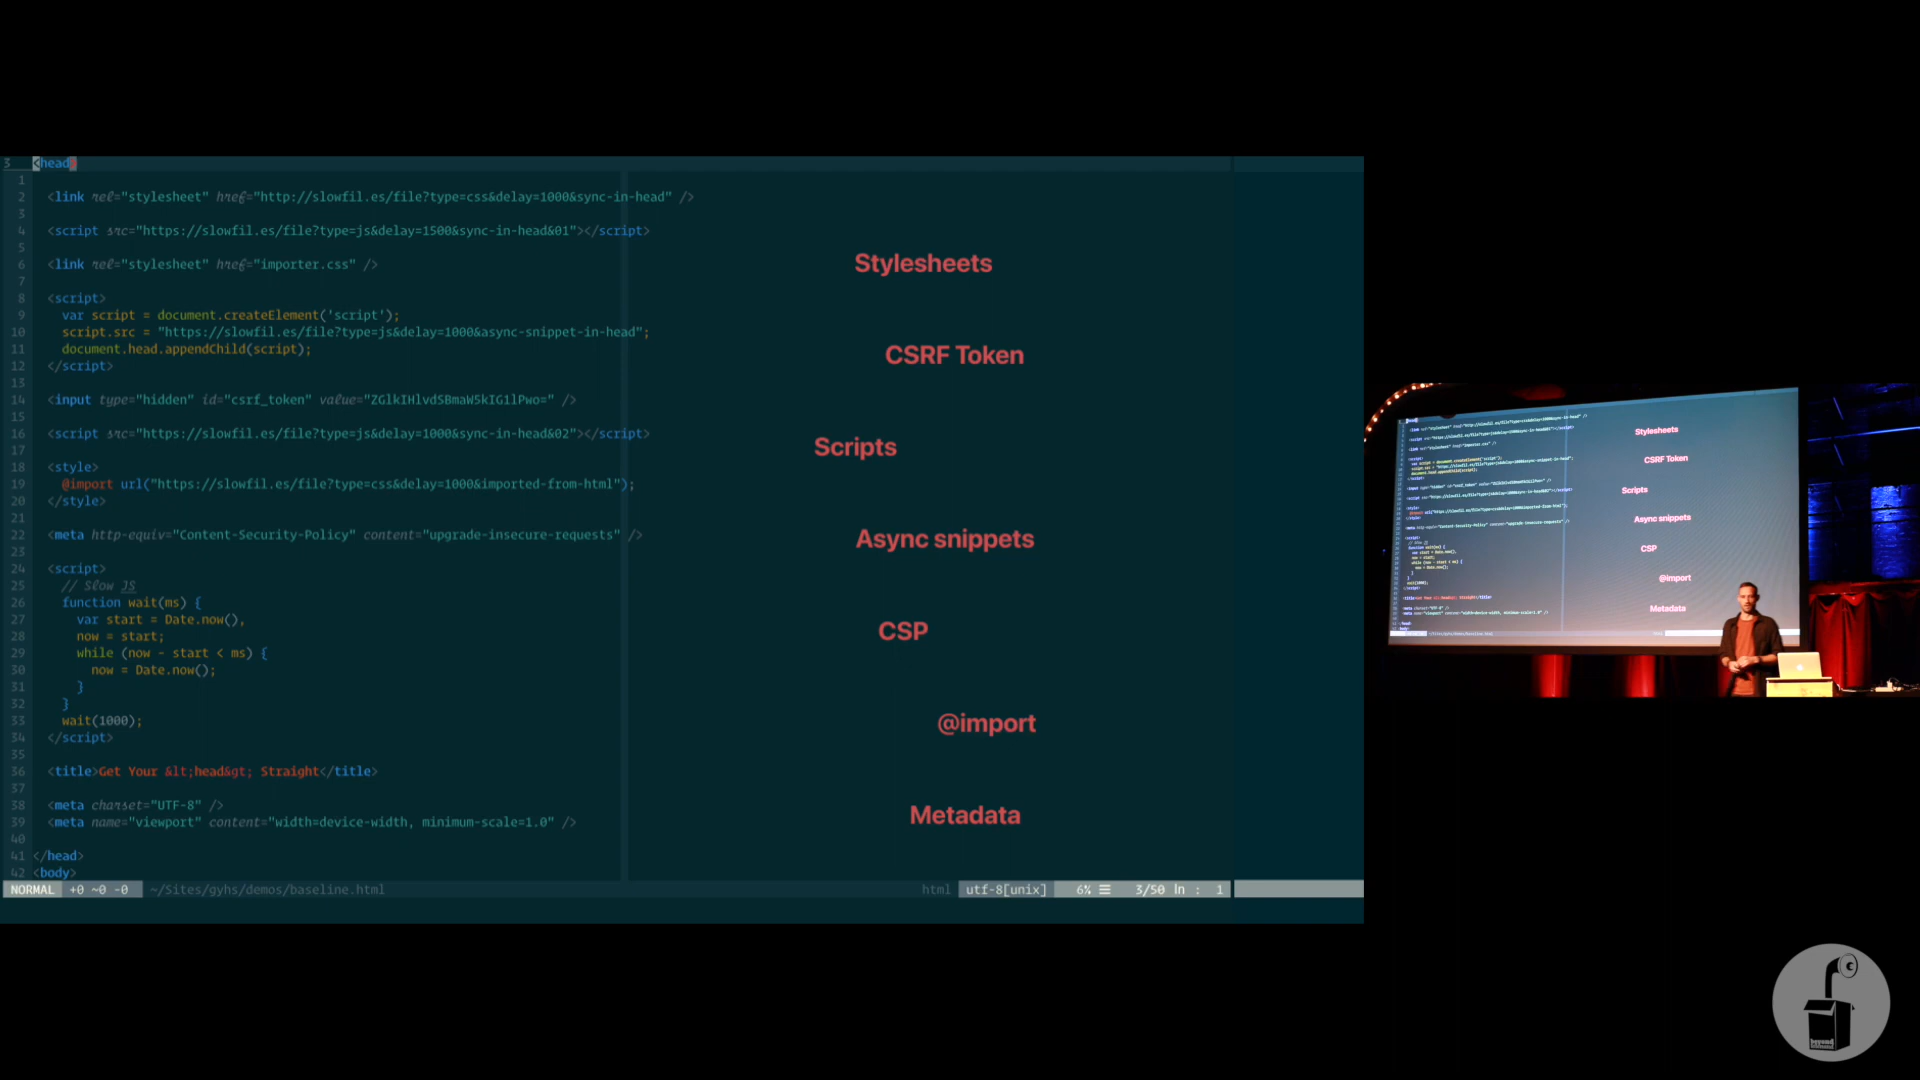 3 <head>
1
2 <link rel="stylesheet" href="http://slowfil.es/file?type=css&delay=1000&sync-in-head" />
3
4 <script src="https://slowfil.es/file?type=js&delay=1500&sync-in-head&01"></script>
5
6 <link rel="stylesheet" href="importer.css" />
7
8 <script>
9 var script = document.createElement('script');
10 script.src = "https://slowfil.es/file?type=js&delay=1000&async-snippet-in-head";
11 document.head.appendChild(script);
12 </script>
13
14 <input type="hidden" id="csrf_token" value="ZGlkIHlvdSBmaW5kIG1lPwo=" />
15
16 <script src="https://slowfil.es/file?type=js&delay=1000&sync-in-head&02"></script>
17
18 <style>
19 @import url("https://slowfil.es/file?type=css&delay=1000&imported-from-html");
20 </style>
21
22 <meta http-equiv="Content-Security-Policy" content="upgrade-insecure-requests" />
23
24 <script>
25 // Slow JS
26 function wait(ms) {
27 var start = Date.now(),
28 now = start;
29 while (now - start < ms) {
30 now = Date.now();
31 }
32 }
33 wait(1000);
34 </script>
35
36 <title>Get Your &lt;head&gt; Straight</title>
37
38 <meta charset="UTF-8" />
39 <meta name="viewport" content="width=device-width, minimum-scale=1.0" />
40
41 </head>
42 <body>
NORMAL +0 ~0 -0 ~/Sites/gyhs/demos/baseline.html html utf-8[unix] 6% ☰ 3/50 ln : 1
Stylesheets
CSRF Token
Scripts
Async snippets
CSP
@import
Metadata
Stylesheets
CSRF Token
Scripts
Async snippets
CSP
@import
Metadata
beyond